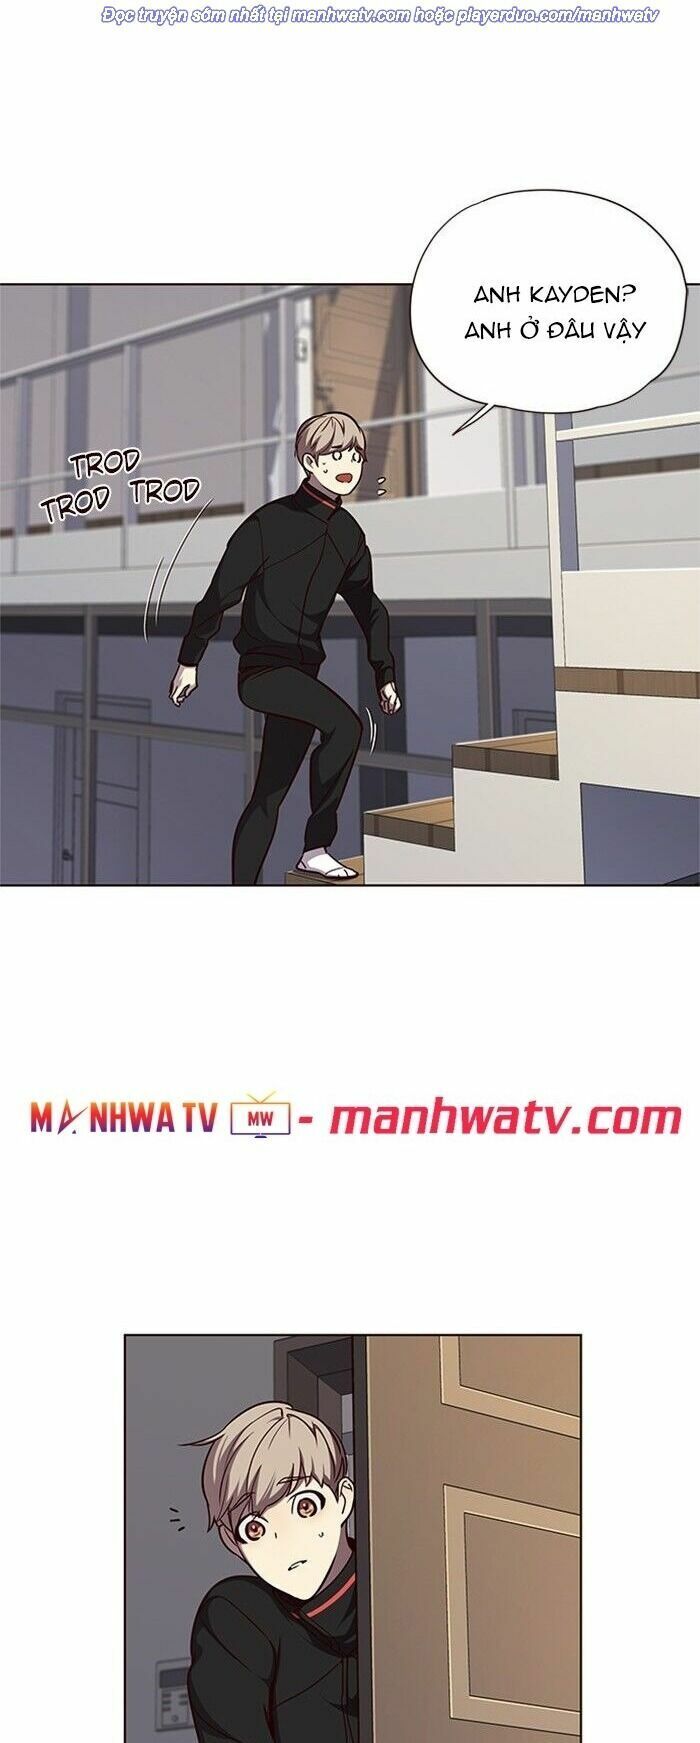 Đọc truyện sớm nhất tại manhwatv.com hoặc playerduo.com/manhwatv
ANH KAYDEN?
ANH Ở ĐÂU VẬY
TROD
TROD TROD
MANHWA TV MW - manhwatv.com